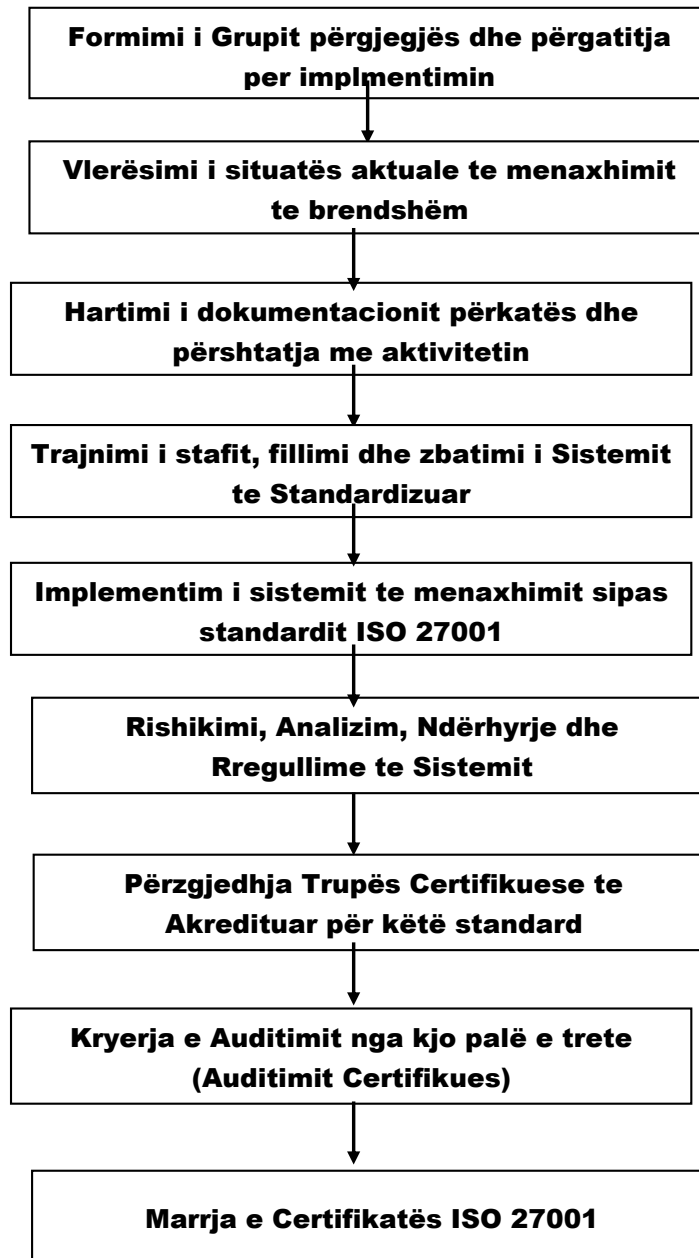 Formimi i Grupit përgjegjës dhe përgatitja
per implmentimin
Vlerësimi i situatës aktuale te menaxhimit
te brendshëm
Hartimi i dokumentacionit përkatës dhe
përshtatja me aktivitetin
Trajnimi i stafit, fillimi dhe zbatimi i Sistemit
te Standardizuar
Implementim i sistemit te menaxhimit sipas
standardit ISO 27001
Rishikimi, Analizim, Ndërhyrje dhe
Rregullime te Sistemit
Përzgjedhja Trupës Certifikuese te
Akredituar për këtë standard
Kryerja e Auditimit nga kjo palë e trete
(Auditimit Certifikues)
Marrja e Certifikatës ISO 27001